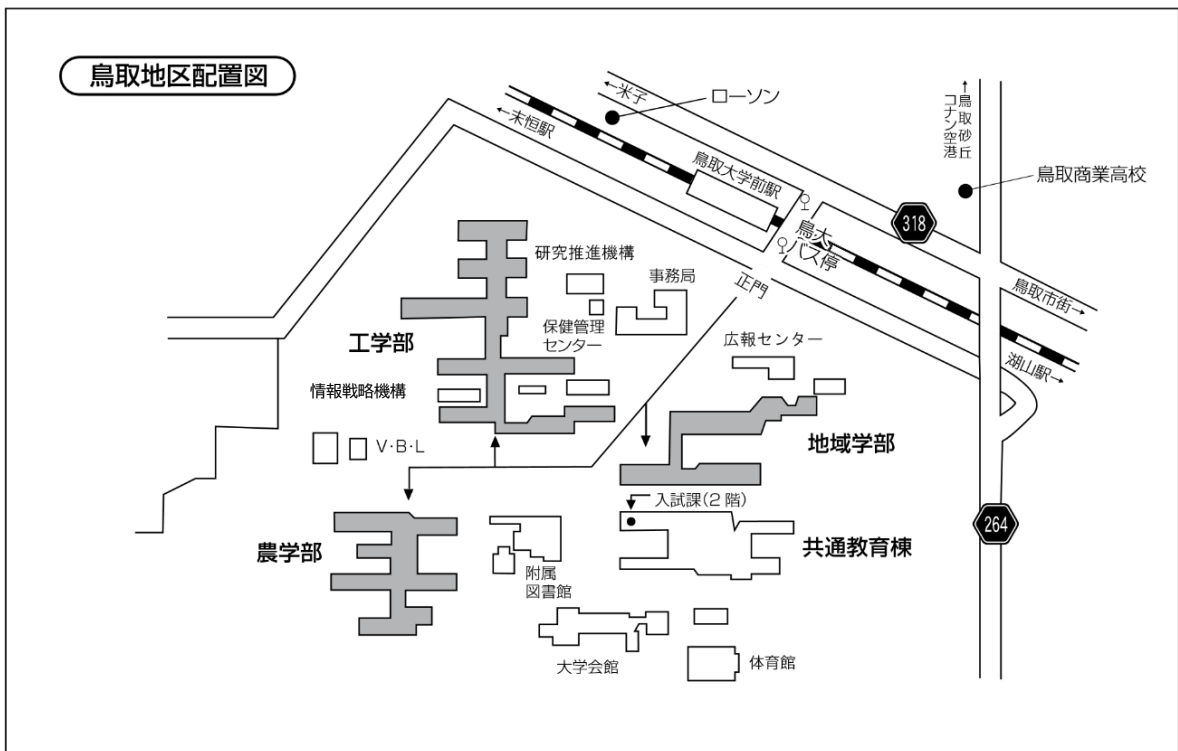 鳥取地区配置図
←米子
ローソン
←末恒駅
鳥取大学前駅
←鳥取砂丘
コナン空港
鳥取商業高校
318
鳥大
バス停
鳥取市街→
湖山駅→
正門
研究推進機構
事務局
保健管理
センター
工学部
広報センター
情報戦略機構
V・B・L
地域学部
入試課(2階)
264
農学部
附属
図書館
共通教育棟
大学会館
体育館